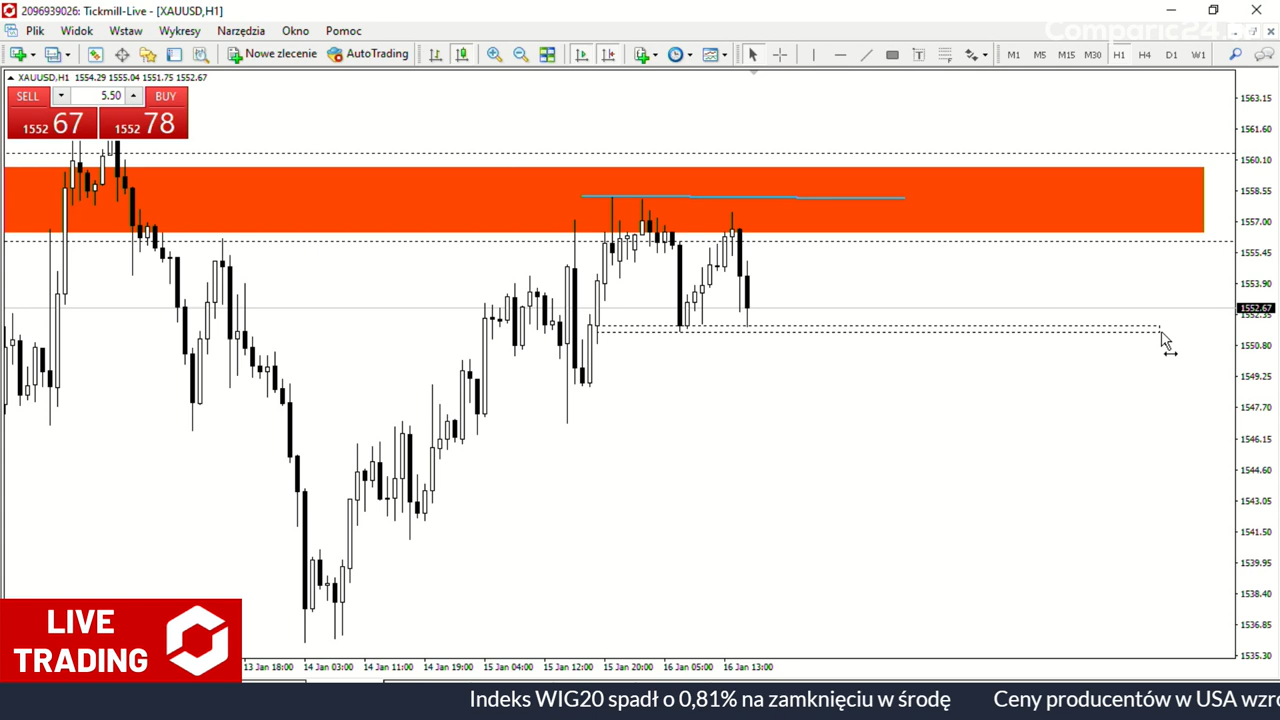 2096939026: Tickmill-Live - [XAUUSD,H1]
Comparic24.
Plik Widok Wstaw Wykresy Narzędzia Okno Pomoc
Nowe zlecenie AutoTrading M1 M5 M15 M30 H1 H4 D1 W1
XAUUSD,H1 1554.29 1555.04 1551.75 1552.67
SELL 5.50 BUY
1552 67 1552 78
1563.15
1561.60
1560.10
1558.55
1557.00
1555.45
1553.90
1552.67
1552.35
1550.80
1549.25
1547.70
1546.15
1544.60
1543.05
1541.50
1539.95
1538.40
1536.85
1535.30
LIVE
TRADING
13 Jan 18:00 14 Jan 03:00 14 Jan 11:00 14 Jan 19:00 15 Jan 04:00 15 Jan 12:00 15 Jan 20:00 16 Jan 05:00 16 Jan 13:00
Indeks WIG20 spadł o 0,81% na zamknięciu w środę Ceny producentów w USA wzro